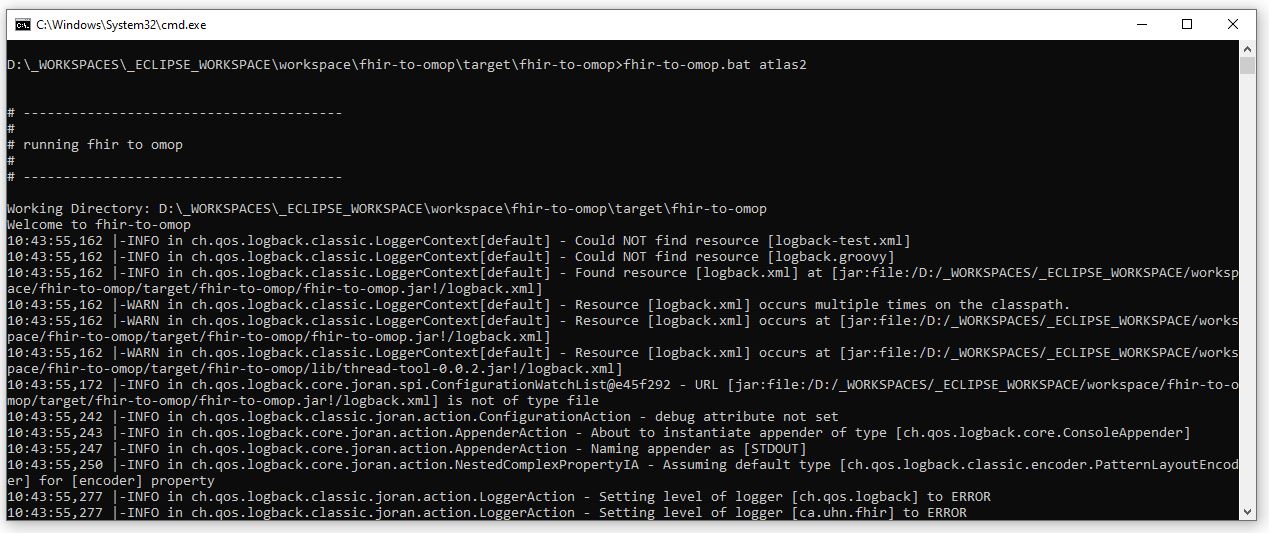 C:\Windows\System32\cmd.exe
D:\_WORKSPACES\_ECLIPSE_WORKSPACE\workspace\fhir-to-omop\target\fhir-to-omop>fhir-to-omop.bat atlas2
# ----------------------------------------
#
# running fhir to omop
#
# ----------------------------------------
Working Directory: D:\_WORKSPACES\_ECLIPSE_WORKSPACE\workspace\fhir-to-omop\target\fhir-to-omop
Welcome to fhir-to-omop
10:43:55,162 |-INFO in ch.qos.logback.classic.LoggerContext[default] - Could NOT find resource [logback-test.xml]
10:43:55,162 |-INFO in ch.qos.logback.classic.LoggerContext[default] - Could NOT find resource [logback.groovy]
10:43:55,162 |-INFO in ch.qos.logback.classic.LoggerContext[default] - Found resource [logback.xml] at [jar:file:/D:/_WORKSPACES/_ECLIPSE_WORKSPACE/worksp
ace/fhir-to-omop/target/fhir-to-omop/fhir-to-omop.jar!/logback.xml]
10:43:55,162 |-WARN in ch.qos.logback.classic.LoggerContext[default] - Resource [logback.xml] occurs multiple times on the classpath.
10:43:55,162 |-WARN in ch.qos.logback.classic.LoggerContext[default] - Resource [logback.xml] occurs at [jar:file:/D:/_WORKSPACES/_ECLIPSE_WORKSPACE/works
pace/fhir-to-omop/target/fhir-to-omop/fhir-to-omop.jar!/logback.xml]
10:43:55,162 |-WARN in ch.qos.logback.classic.LoggerContext[default] - Resource [logback.xml] occurs at [jar:file:/D:/_WORKSPACES/_ECLIPSE_WORKSPACE/works
pace/fhir-to-omop/target/fhir-to-omop/lib/thread-tool-0.0.2.jar!/logback.xml]
10:43:55,172 |-INFO in ch.qos.logback.core.joran.spi.ConfigurationWatchList@e45f292 - URL [jar:file:/D:/_WORKSPACES/_ECLIPSE_WORKSPACE/workspace/fhir-to-o
mop/target/fhir-to-omop/fhir-to-omop.jar!/logback.xml] is not of type file
10:43:55,242 |-INFO in ch.qos.logback.classic.joran.action.ConfigurationAction - debug attribute not set
10:43:55,243 |-INFO in ch.qos.logback.core.joran.action.AppenderAction - About to instantiate appender of type [ch.qos.logback.core.ConsoleAppender]
10:43:55,247 |-INFO in ch.qos.logback.core.joran.action.AppenderAction - Naming appender as [STDOUT]
10:43:55,250 |-INFO in ch.qos.logback.core.joran.action.NestedComplexPropertyIA - Assuming default type [ch.qos.logback.classic.encoder.PatternLayoutEncod
er] for [encoder] property
10:43:55,277 |-INFO in ch.qos.logback.classic.joran.action.LoggerAction - Setting level of logger [ch.qos.logback] to ERROR
10:43:55,277 |-INFO in ch.qos.logback.classic.joran.action.LoggerAction - Setting level of logger [ca.uhn.fhir] to ERROR